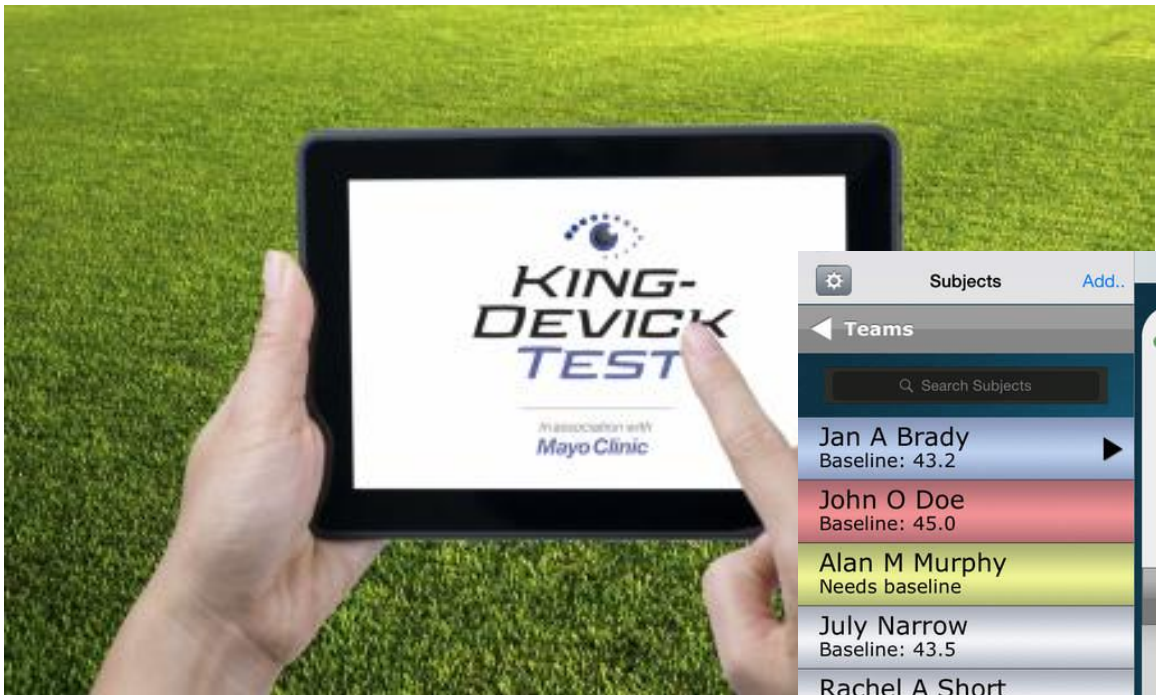 KING-
DEVICK
TEST
In association with
Mayo Clinic
Subjects
Add..
Teams
Search Subjects
Jan A Brady
Baseline: 43.2
John O Doe
Baseline: 45.0
Alan M Murphy
Needs baseline
July Narrow
Baseline: 43.5
Rachel A Short